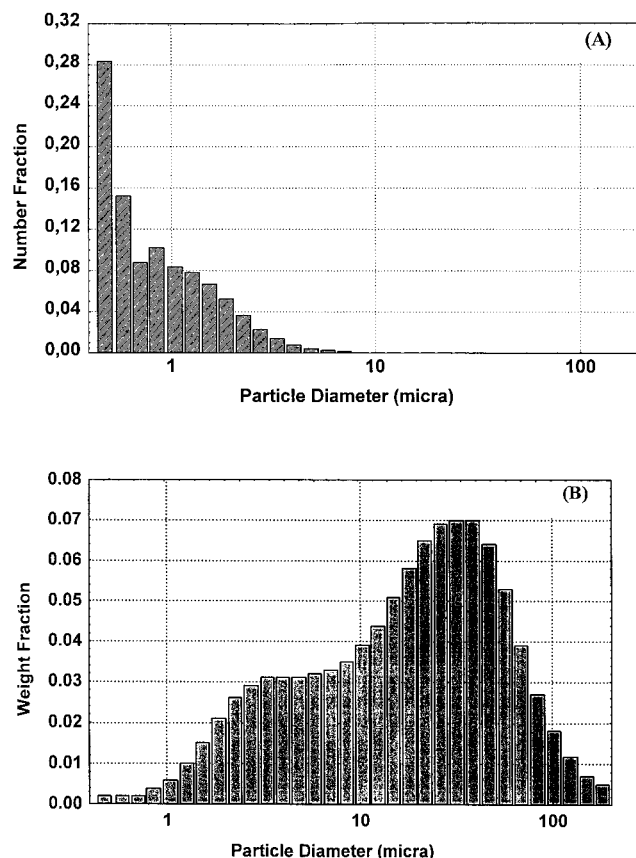 0,32
(A)
0,28
0,24
0,20
0,16
0,12
0,08
0,04
0,00
Number Fraction
1 10 100
Particle Diameter (micra)
0.08
(B)
0.07
0.06
0.05
0.04
0.03
0.02
0.01
0.00
Weight Fraction
1 10 100
Particle Diameter (micra)